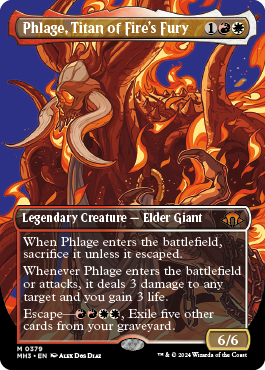 Phlage, Titan of Fire's Fury 1
Legendary Creature — Elder Giant
When Phlage enters the battlefield,
sacrifice it unless it escaped.
Whenever Phlage enters the battlefield
or attacks, it deals 3 damage to any
target and you gain 3 life.
Escape—, Exile five other
cards from your graveyard.
6/6
M 0379
MH3 • EN Alex Dos Diaz
™ & © 2024 Wizards of the Coast